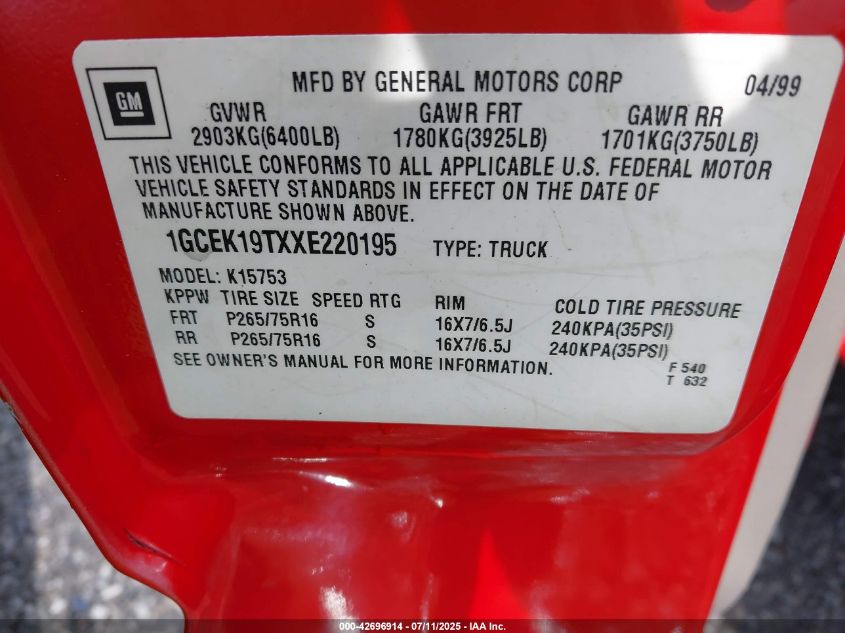 GM
MFD BY GENERAL MOTORS CORP 04/99
GVWR GAWR FRT GAWR RR
2903KG(6400LB) 1780KG(3925LB) 1701KG(3750LB)
THIS VEHICLE CONFORMS TO ALL APPLICABLE U.S. FEDERAL MOTOR
VEHICLE SAFETY STANDARDS IN EFFECT ON THE DATE OF
MANUFACTURE SHOWN ABOVE.
1GCEK19TXXE220195 TYPE: TRUCK
MODEL: K15753
KPPW TIRE SIZE SPEED RTG RIM COLD TIRE PRESSURE
FRT P265/75R16 S 16X7/6.5J 240KPA(35PSI)
RR P265/75R16 S 16X7/6.5J 240KPA(35PSI)
SEE OWNER'S MANUAL FOR MORE INFORMATION.
F 540
T 632
000-42696914 - 07/11/2025 - IAA Inc.